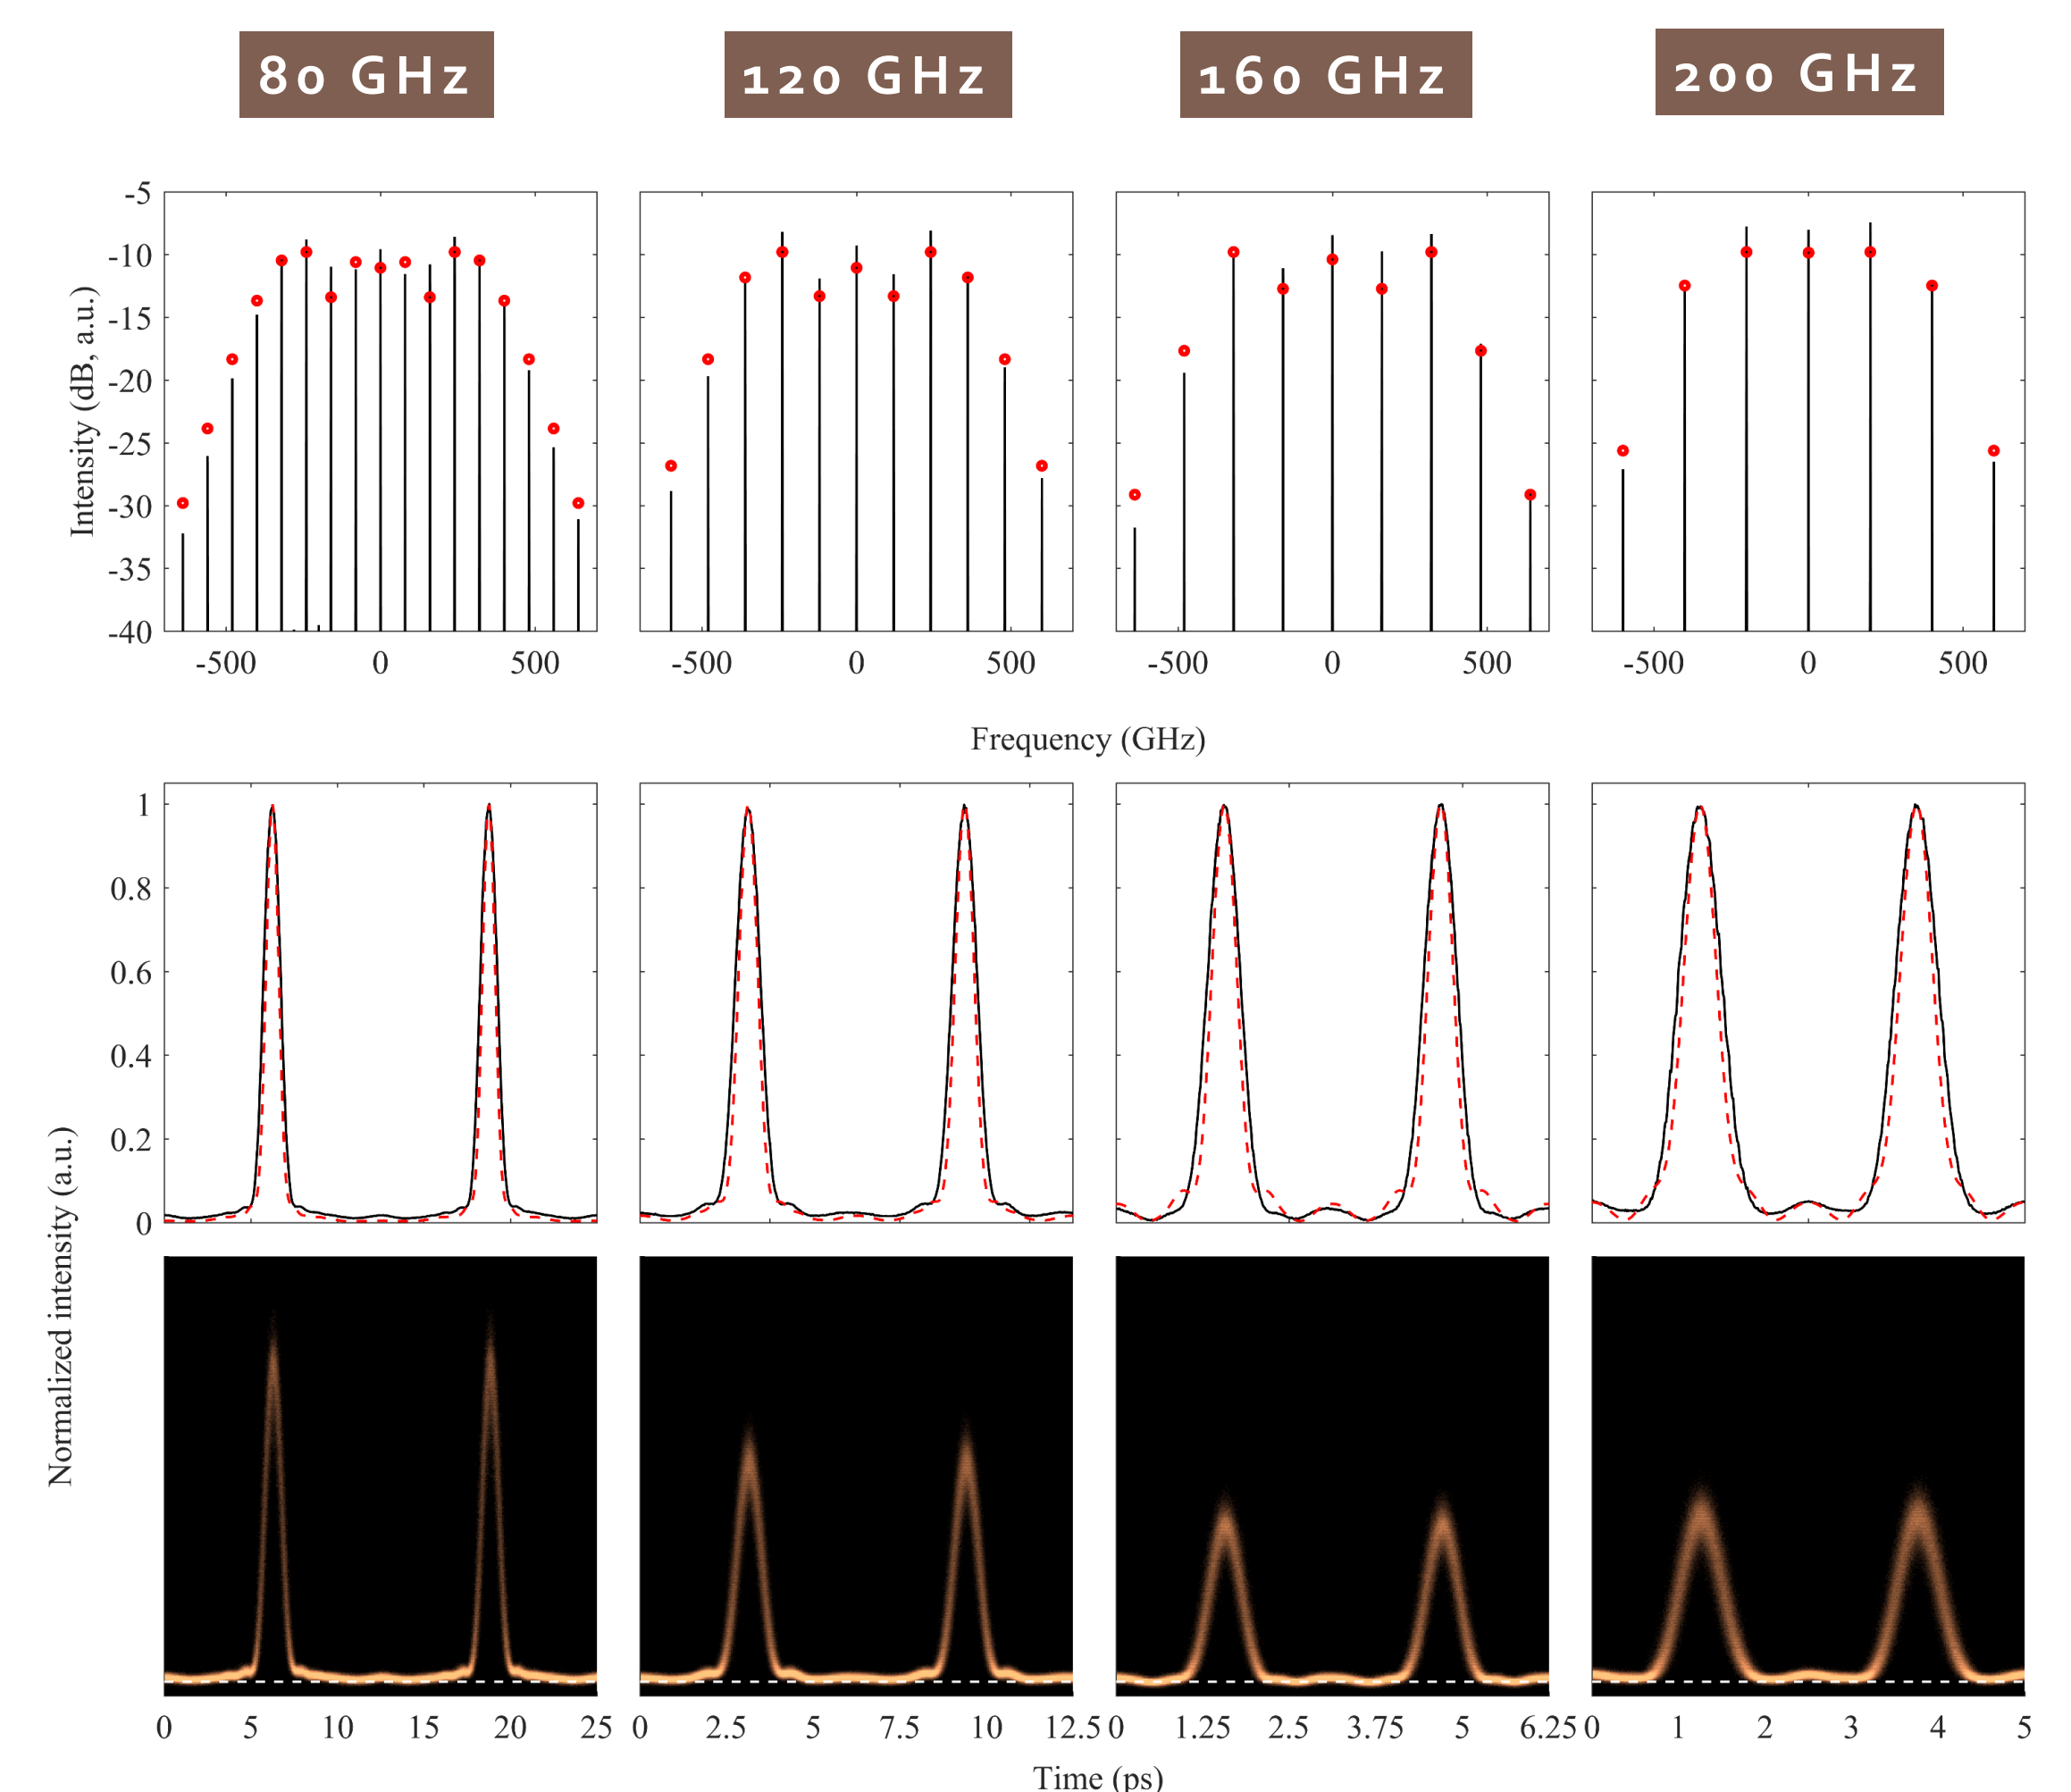 80 GHz
120 GHz
160 GHz
200 GHz
Intensity (dB, a.u.)
-5
-10
-15
-20
-25
-30
-35
-40
-500 0 500
-500 0 500
-500 0 500
-500 0 500
Frequency (GHz)
Normalized intensity (a.u.)
1
0.8
0.6
0.4
0.2
0
0 5 10 15 20 25
0 2.5 5 7.5 10 12.5
0 1.25 2.5 3.75 5 6.25
0 1 2 3 4 5
Time (ps)